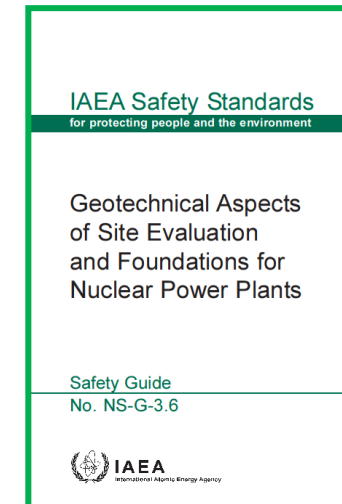 IAEA Safety Standards
for protecting people and the environment
Geotechnical Aspects
of Site Evaluation
and Foundations for
Nuclear Power Plants
Safety Guide
No. NS-G-3.6
IAEA
International Atomic Energy Agency